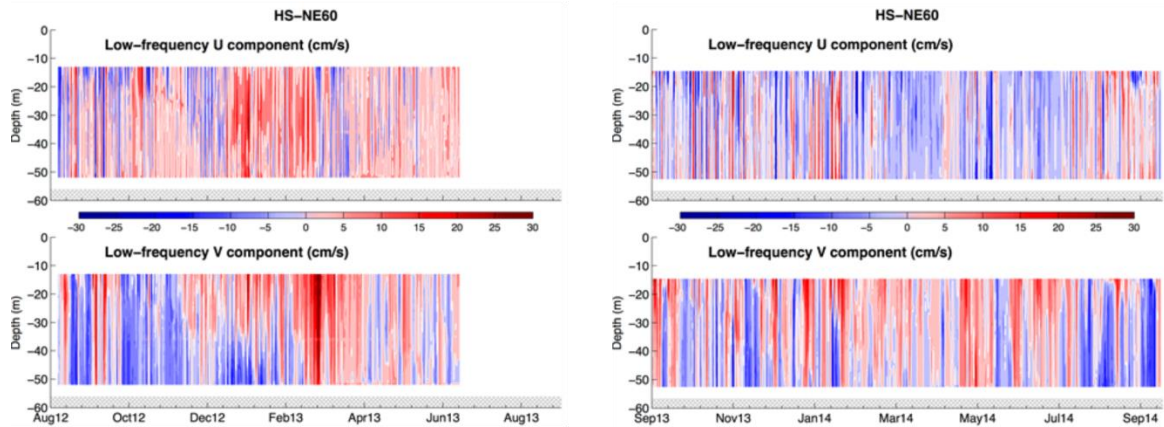 HS-NE60
Low-frequency U component (cm/s)
0
-10
-20
-30
-40
-50
-60
Depth (m)
-30 -25 -20 -15 -10 -5 0 5 10 15 20 25 30
Low-frequency V component (cm/s)
0
-10
-20
-30
-40
-50
-60
Depth (m)
Aug12 Oct12 Dec12 Feb13 Apr13 Jun13 Aug13
HS-NE60
Low-frequency U component (cm/s)
0
-10
-20
-30
-40
-50
-60
Depth (m)
-30 -25 -20 -15 -10 -5 0 5 10 15 20 25 30
Low-frequency V component (cm/s)
0
-10
-20
-30
-40
-50
-60
Depth (m)
Sep13 Nov13 Jan14 Mar14 May14 Jul14 Sep14